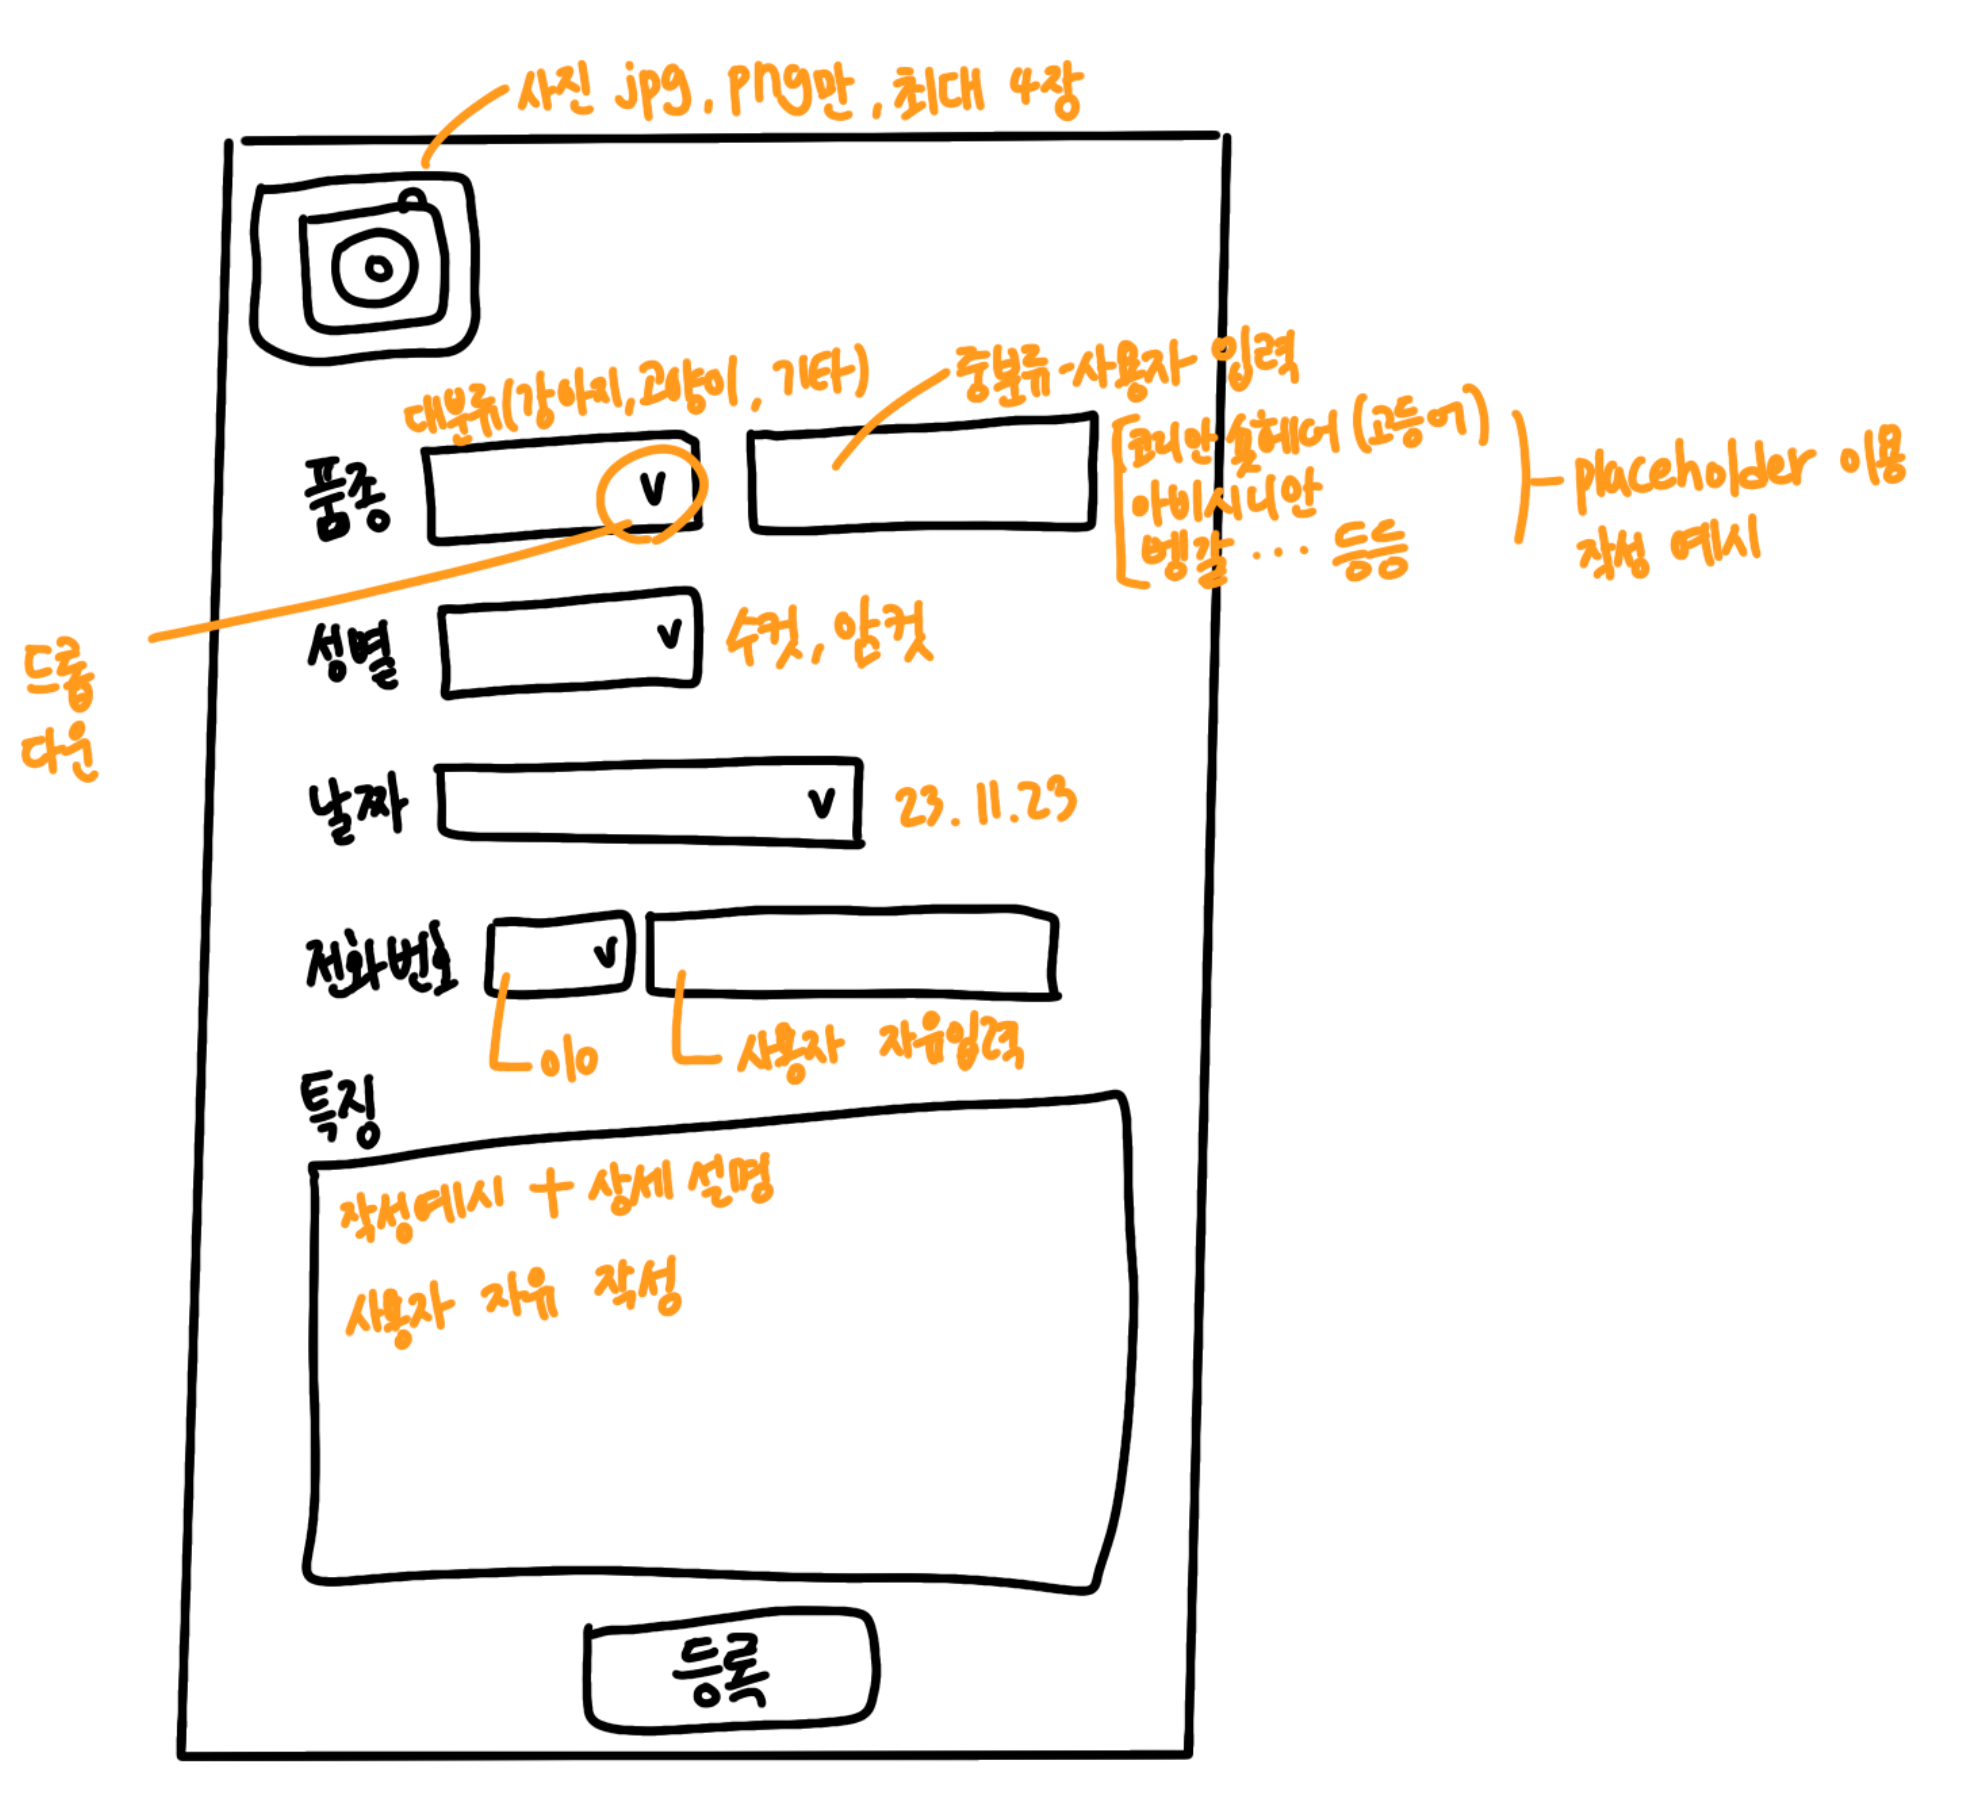 사진 jpg, png만, 최대 4장
대분류(강아지, 고양이, 기타)
중분류-사용자 입력
품종
V
코리안 숏헤어 (고등어)
아비시니안
벵갈 ... 등등
placeholder 이용
작성 예시
드롭
다운
성별
V
수컷, 암컷
날짜
V
23.11.23
전화번호
V
010
사용자 자유입력
특징
작성예시 + 상세 설명
사용자 자유 작성
등록